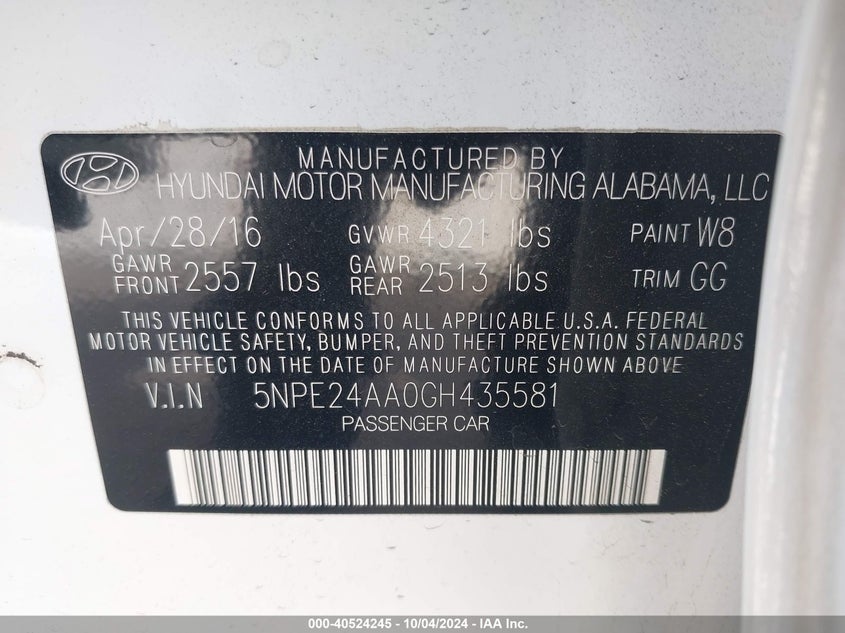 MANUFACTURED BY
HYUNDAI MOTOR MANUFACTURING ALABAMA, LLC
Apr/28/16 GVWR 4321 lbs PAINT W8
GAWR FRONT 2557 lbs GAWR REAR 2513 lbs TRIM GG
THIS VEHICLE CONFORMS TO ALL APPLICABLE U.S.A. FEDERAL
MOTOR VEHICLE SAFETY, BUMPER, AND THEFT PREVENTION STANDARDS
IN EFFECT ON THE DATE OF MANUFACTURE SHOWN ABOVE.
V.I.N 5NPE24AA0GH435581
PASSENGER CAR
000-40524245 - 10/04/2024 - IAA Inc.